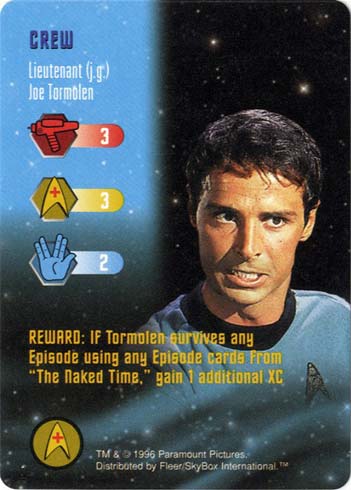 CREW
Lieutenant (j.g.)
Joe Tormolen
3
3
2
REWARD: If Tormolen survives any
Episode using any Episode cards from
“The Naked Time,” gain 1 additional XC
TM & © 1996 Paramount Pictures.
Distributed by Fleer/SkyBox International.™